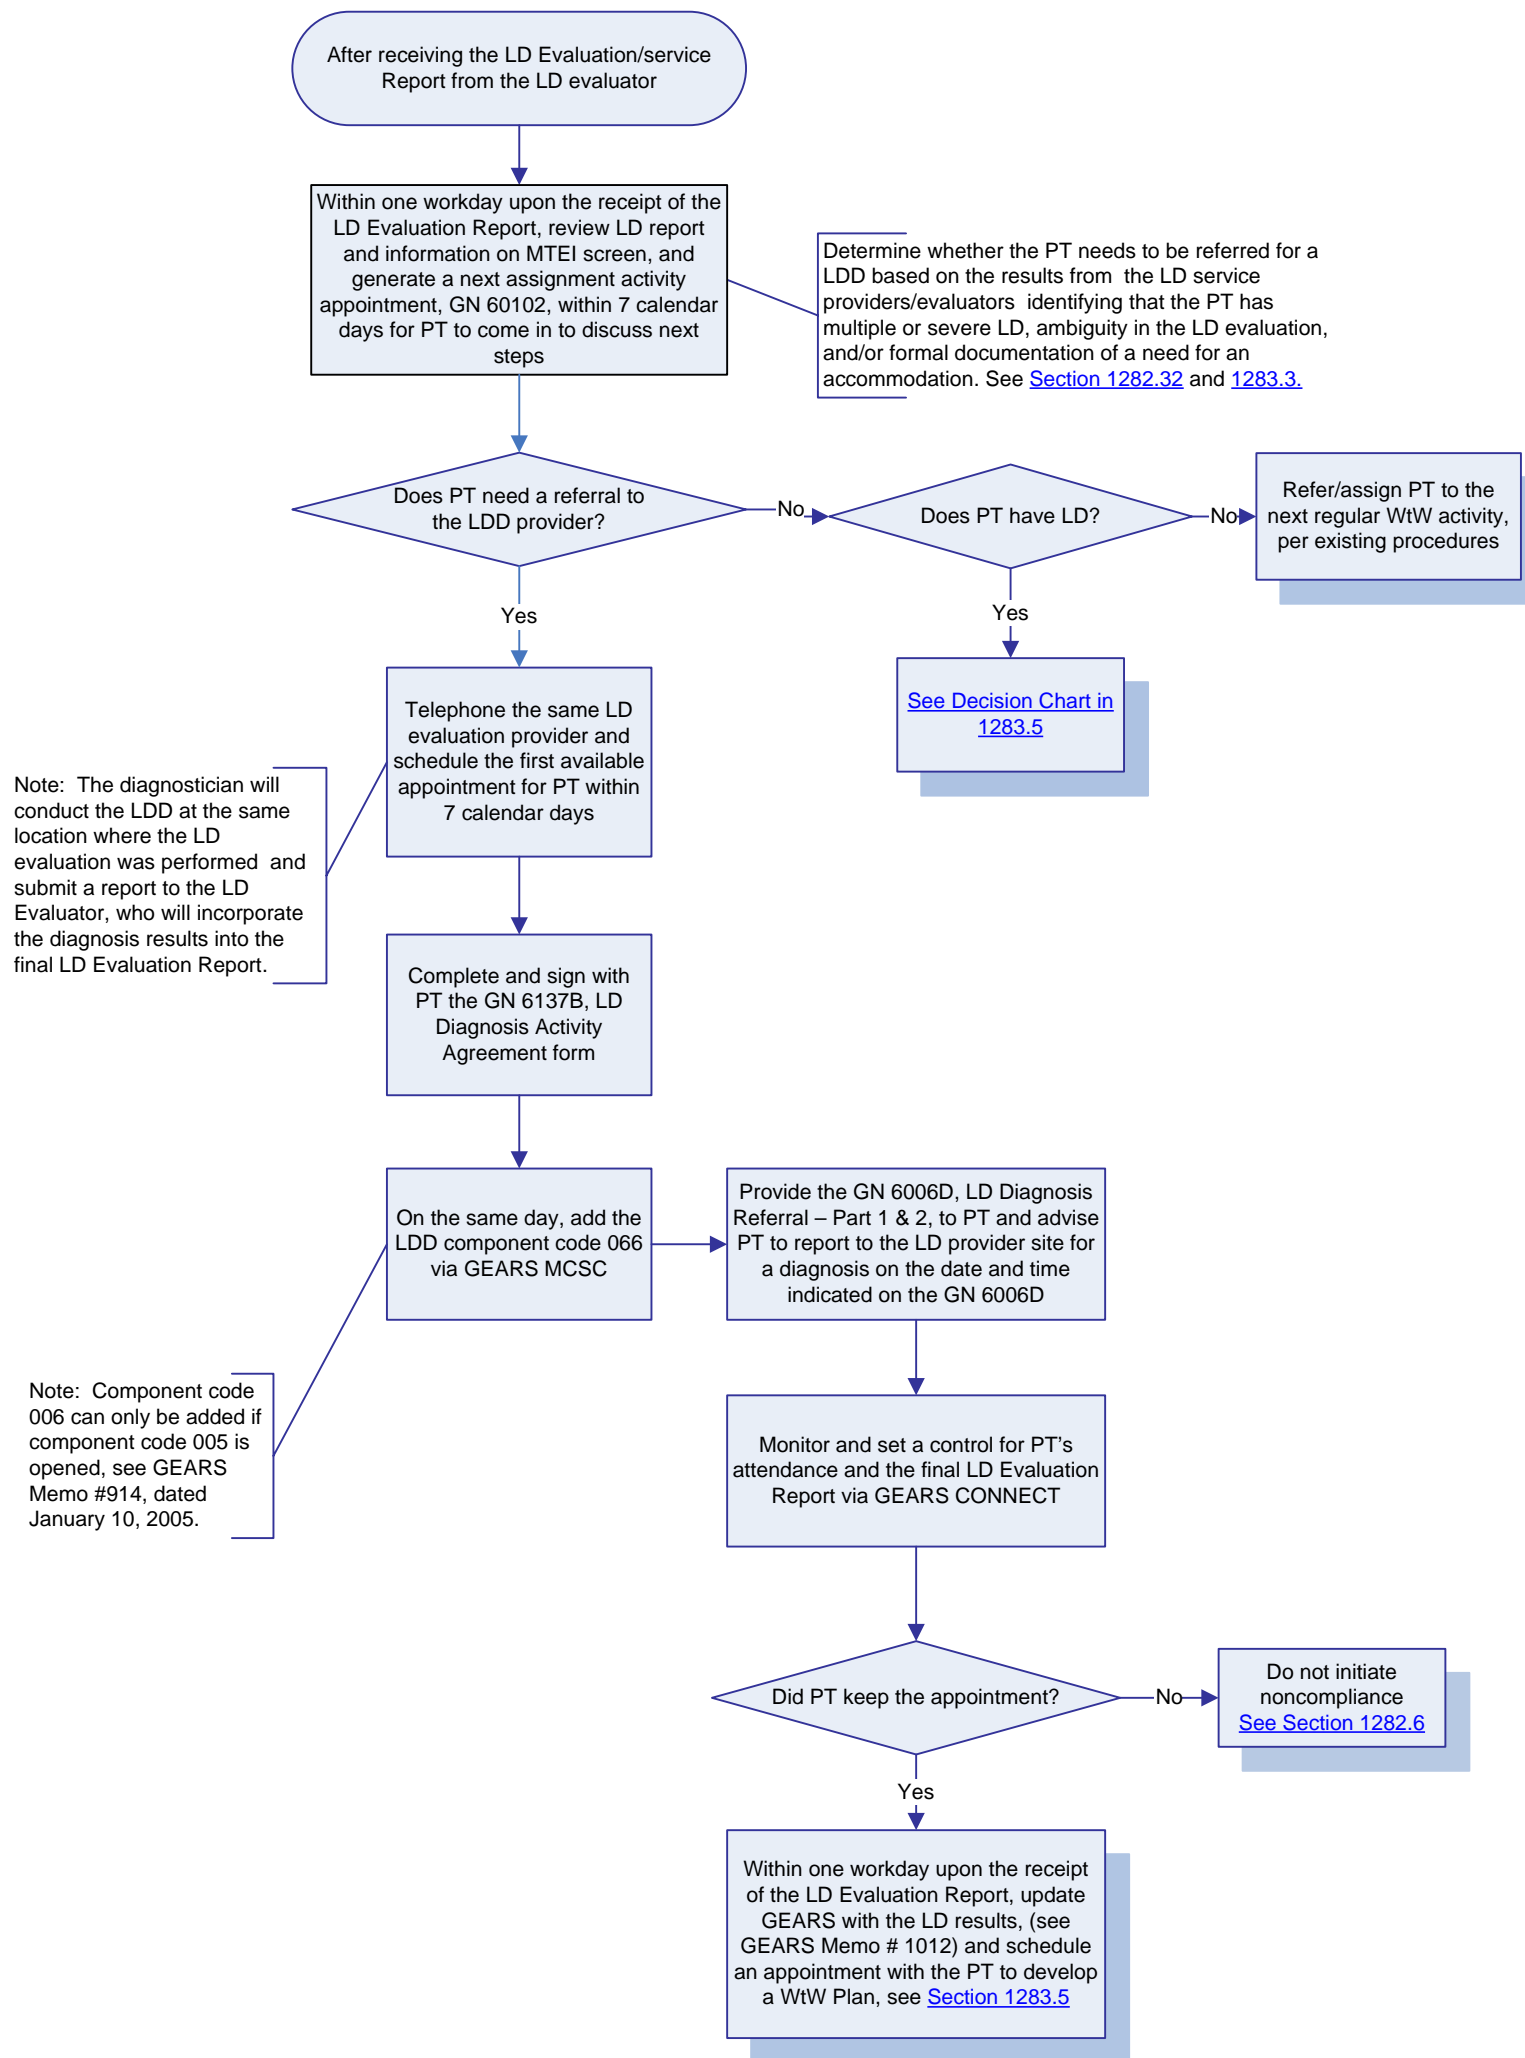 After receiving the LD Evaluation/service
Report from the LD evaluator
Within one workday upon the receipt of the
LD Evaluation Report, review LD report
and information on MTEI screen, and
generate a next assignment activity
appointment, GN 60102, within 7 calendar
days for PT to come in to discuss next
steps
Determine whether the PT needs to be referred for a
LDD based on the results from the LD service
providers/evaluators identifying that the PT has
multiple or severe LD, ambiguity in the LD evaluation,
and/or formal documentation of a need for an
accommodation. See Section 1282.32 and 1283.3.
Does PT need a referral to
the LDD provider?
No
Does PT have LD?
No
Refer/assign PT to the
next regular WtW activity,
per existing procedures
Yes
Yes
See Decision Chart in
1283.5
Telephone the same LD
evaluation provider and
schedule the first available
appointment for PT within
7 calendar days
Note: The diagnostician will
conduct the LDD at the same
location where the LD
evaluation was performed and
submit a report to the LD
Evaluator, who will incorporate
the diagnosis results into the
final LD Evaluation Report.
Complete and sign with
PT the GN 6137B, LD
Diagnosis Activity
Agreement form
On the same day, add the
LDD component code 066
via GEARS MCSC
Provide the GN 6006D, LD Diagnosis
Referral – Part 1 & 2, to PT and advise
PT to report to the LD provider site for
a diagnosis on the date and time
indicated on the GN 6006D
Note: Component code
006 can only be added if
component code 005 is
opened, see GEARS
Memo #914, dated
January 10, 2005.
Monitor and set a control for PT’s
attendance and the final LD Evaluation
Report via GEARS CONNECT
Did PT keep the appointment?
No
Do not initiate
noncompliance
See Section 1282.6
Yes
Within one workday upon the receipt
of the LD Evaluation Report, update
GEARS with the LD results, (see
GEARS Memo # 1012) and schedule
an appointment with the PT to develop
a WtW Plan, see Section 1283.5